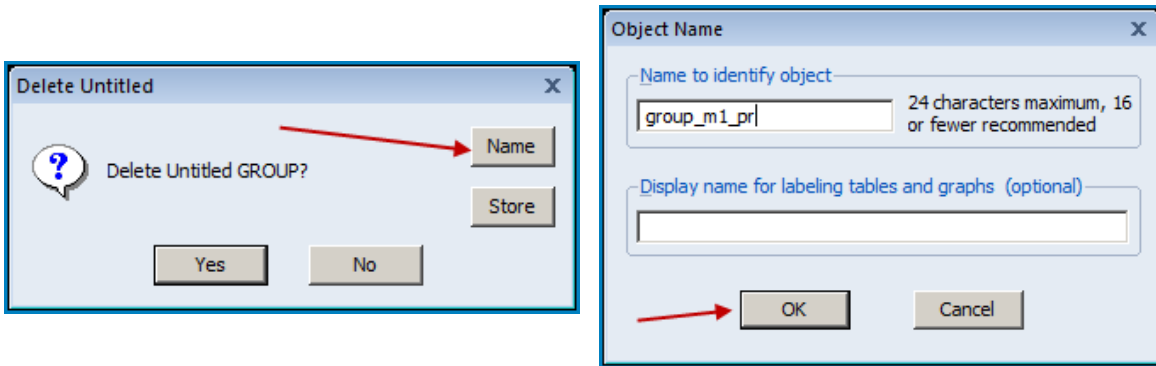 Delete Untitled
X
Name
Delete Untitled GROUP?
Store
Yes
No
Object Name
X
Name to identify object
group_m1_pr
24 characters maximum, 16
or fewer recommended
Display name for labeling tables and graphs (optional)
OK
Cancel